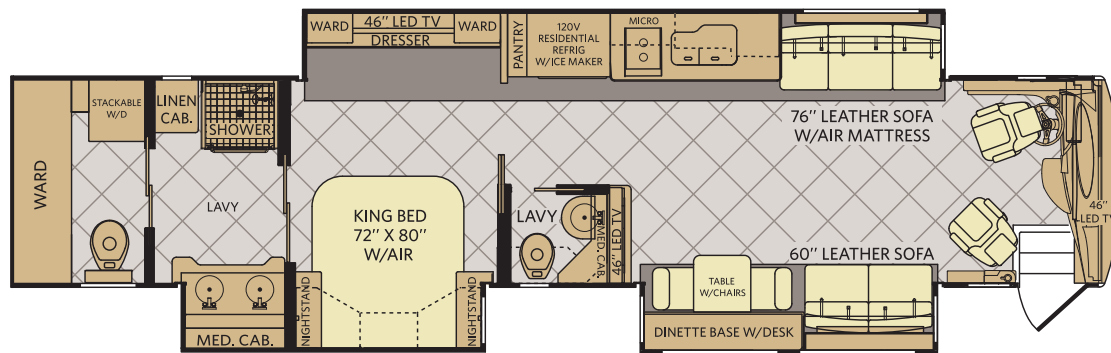 WARD
46" LED TV
WARD
DRESSER
PANTRY
120V
RESIDENTIAL
REFRIG
W/ICE MAKER
MICRO
STACKABLE
W/D
LINEN
CAB.
SHOWER
76" LEATHER SOFA
W/AIR MATTRESS
WARD
LAVY
KING BED
72" X 80"
W/AIR
LAVY
MED. CAB.
46" LED TV
46"
LED TV
60" LEATHER SOFA
TABLE
W/CHAIRS
NIGHTSTAND
NIGHTSTAND
MED. CAB.
DINETTE BASE W/DESK